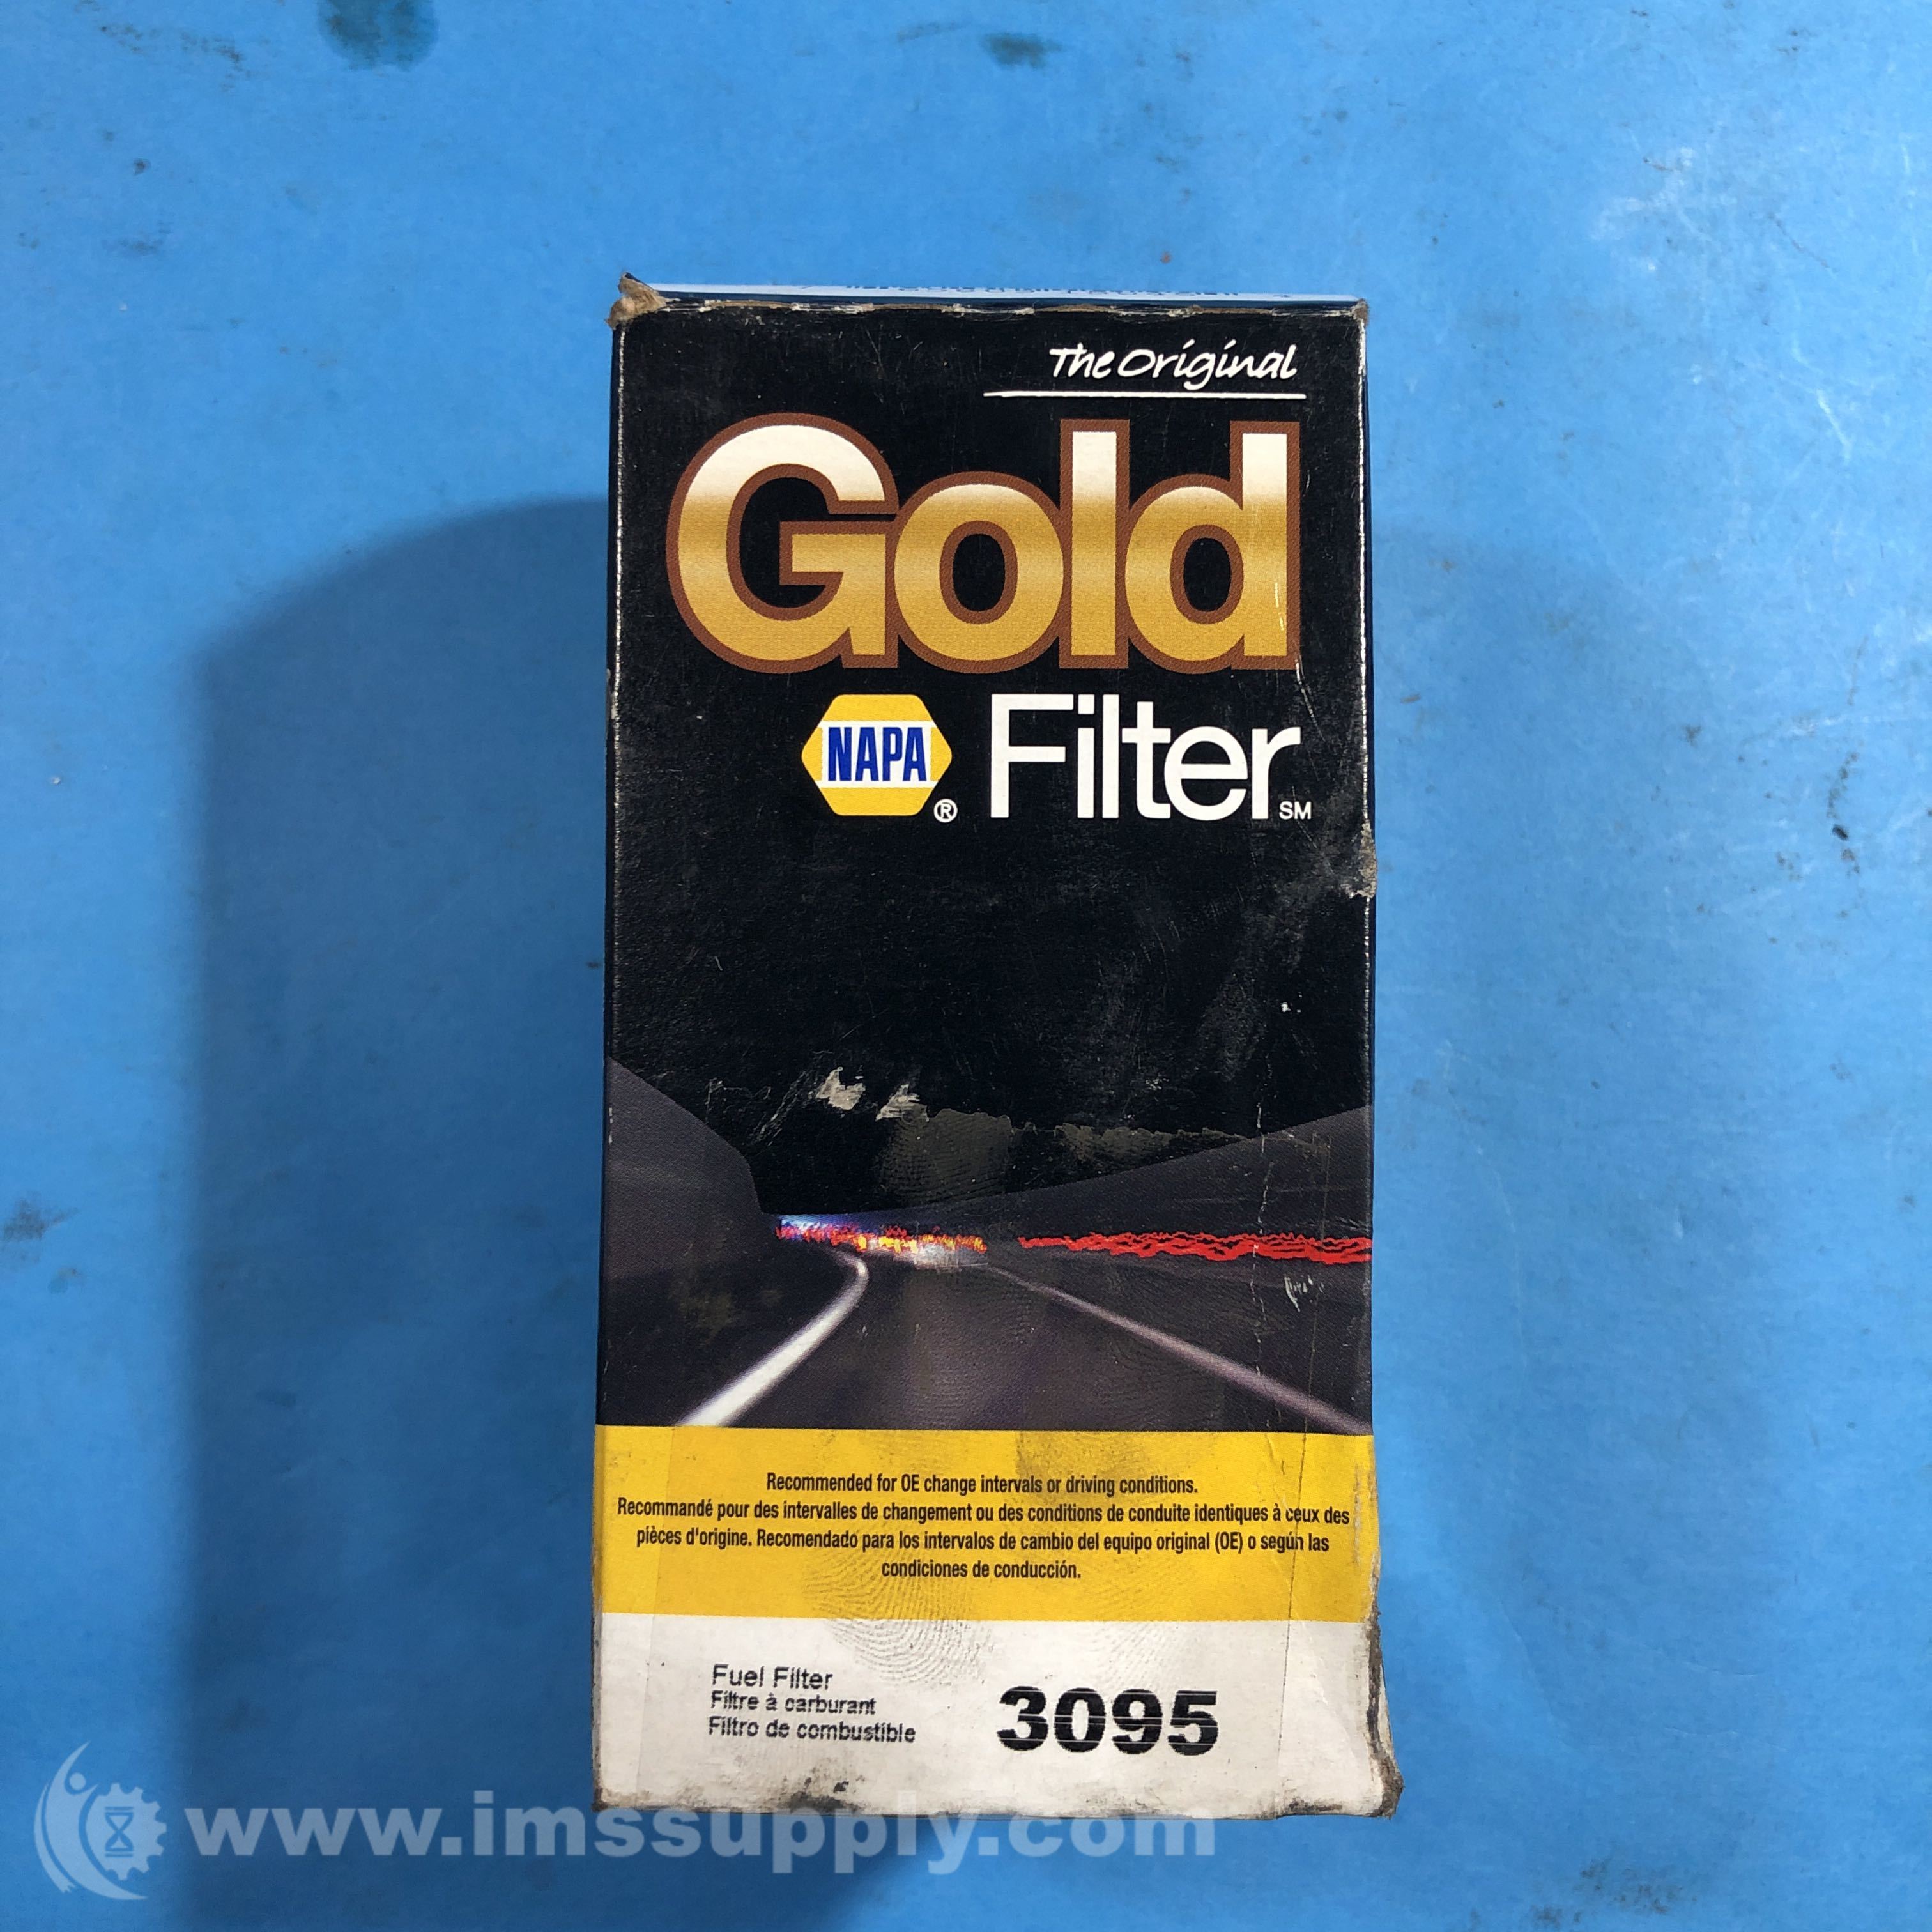 The Original
Gold
NAPA® Filter SM
Recommended for OE change intervals or driving conditions.
Recommandé pour des intervalles de changement ou des conditions de conduite identiques à ceux des
pièces d'origine. Recomendado para los intervalos de cambio del equipo original (OE) o según las
condiciones de conducción.
Fuel Filter
Filtre à carburant
Filtro de combustible
3095
www.imssupply.com